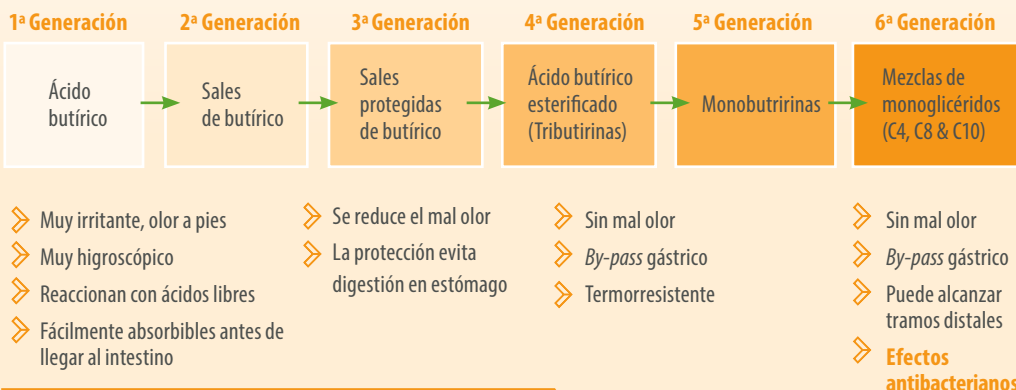 1ª Generación
2ª Generación
3ª Generación
4ª Generación
5ª Generación
6ª Generación
Ácido
butírico
Sales
de butírico
Sales
protegidas
de butírico
Ácido butírico
esterificado
(Tributirinas)
Monobutririnas
Mezclas de
monoglicéridos
(C4, C8 & C10)
Muy irritante, olor a pies
Muy higroscópico
Reaccionan con ácidos libres
Fácilmente absorbibles antes de
llegar al intestino
Se reduce el mal olor
La protección evita
digestión en estómago
Sin mal olor
By-pass gástrico
Termorresistente
Sin mal olor
By-pass gástrico
Puede alcanzar
tramos distales
Efectos
antibacterianos